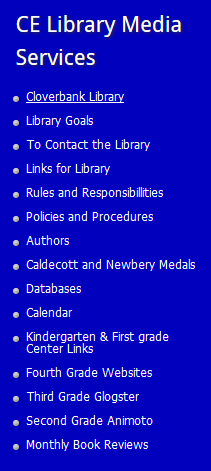 CE Library Media
Services
Cloverbank Library
Library Goals
To Contact the Library
Links for Library
Rules and Responsibillities
Policies and Procedures
Authors
Caldecott and Newbery Medals
Databases
Calendar
Kindergarten & First grade
Center Links
Fourth Grade Websites
Third Grade Glogster
Second Grade Animoto
Monthly Book Reviews